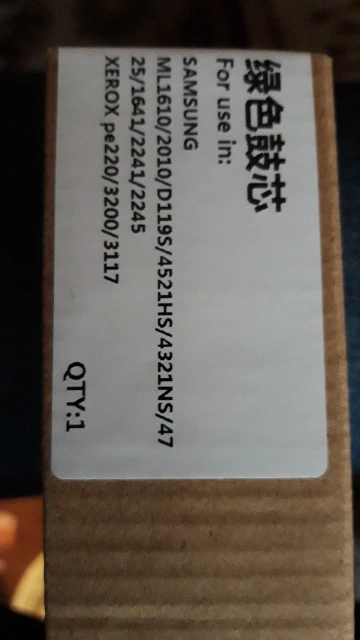 绿色鼓芯
For use in:
SAMSUNG
ML1610/2010/D119S/4521HS/4321NS/47
25/1641/2241/2245
XEROX pe220/3200/3117
QTY:1